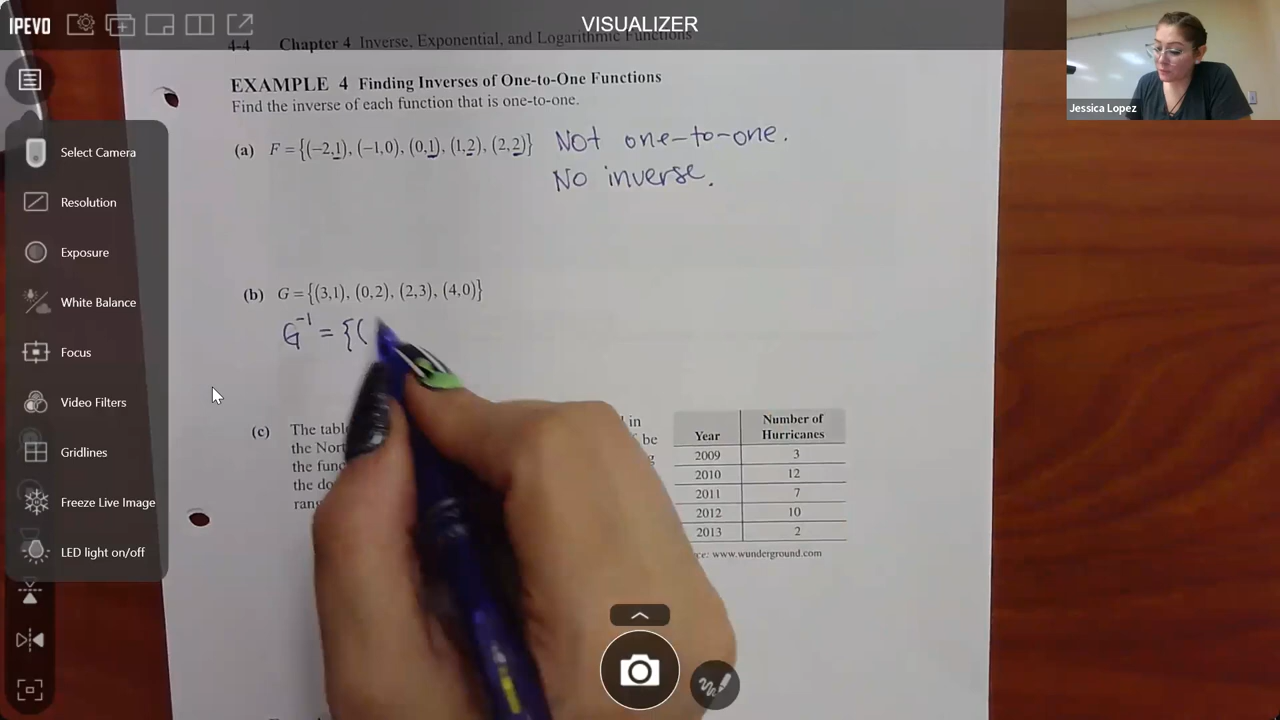 IPEVO
VISUALIZER
Jessica Lopez
Select Camera
Resolution
Exposure
White Balance
Focus
Video Filters
Gridlines
Freeze Live Image
LED light on/off
4-4 Chapter 4 Inverse, Exponential, and Logarithmic Functions
EXAMPLE 4 Finding Inverses of One-to-One Functions
Find the inverse of each function that is one-to-one.
(a) F = {(−2,1), (−1,0), (0,1), (1,2), (2,2)} Not one-to-one.
No inverse.
(b) G = {(3,1), (0,2), (2,3), (4,0)}
G⁻¹ = {(
(c) The in
the be
the
the
Year Number of Hurricanes
2009 3
2010 12
2011 7
2012 10
2013 2
www.wunderground.com